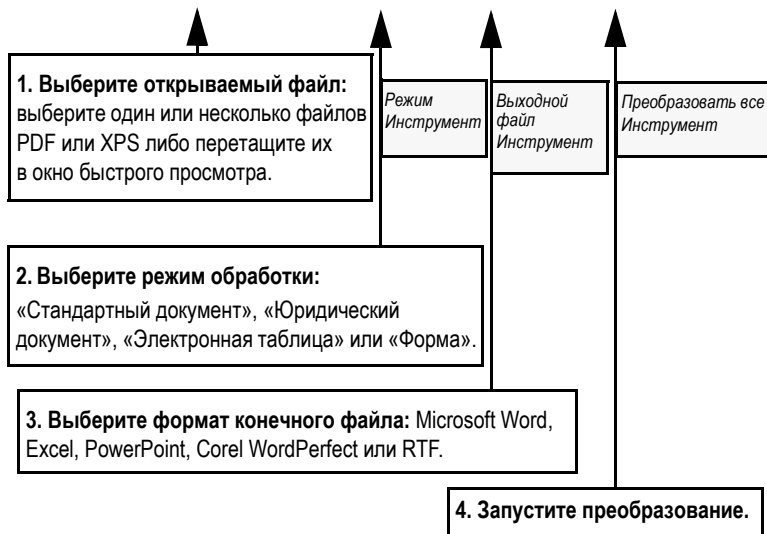 1. Выберите открываемый файл:
выберите один или несколько файлов
PDF или XPS либо перетащите их
в окно быстрого просмотра.
Режим
Инструмент
Выходной
файл
Инструмент
Преобразовать все
Инструмент
2. Выберите режим обработки:
«Стандартный документ», «Юридический
документ», «Электронная таблица» или «Форма».
3. Выберите формат конечного файла: Microsoft Word,
Excel, PowerPoint, Corel WordPerfect или RTF.
4. Запустите преобразование.